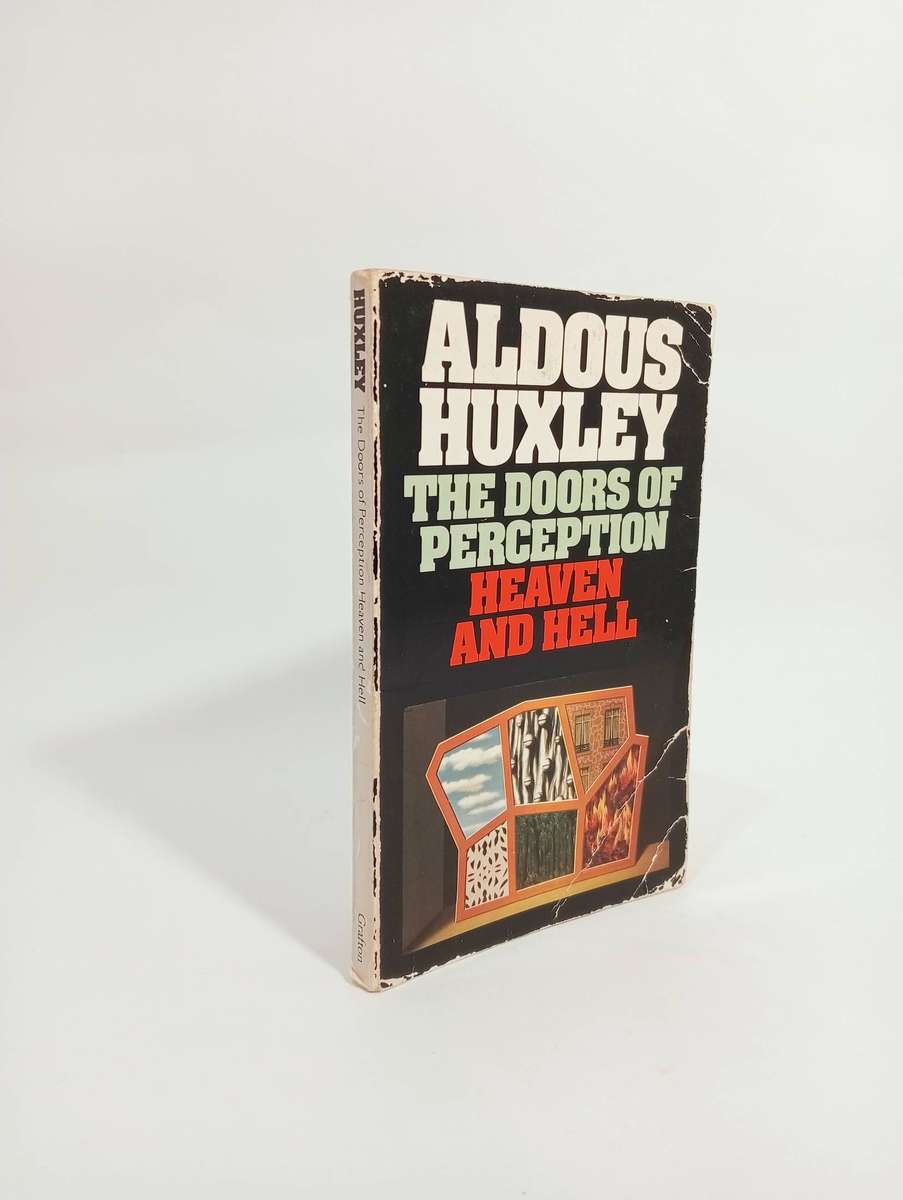 HUXLEY The Doors of Perception Heaven and Hell Grafton
ALDOUS
HUXLEY
THE DOORS OF
PERCEPTION
HEAVEN
AND HELL